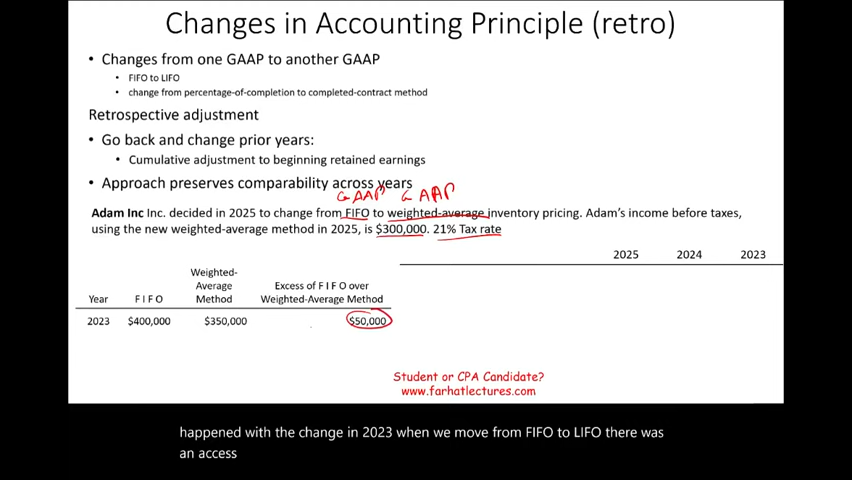 Changes in Accounting Principle (retro)
• Changes from one GAAP to another GAAP
• FIFO to LIFO
• change from percentage-of-completion to completed-contract method
Retrospective adjustment
• Go back and change prior years:
• Cumulative adjustment to beginning retained earnings
• Approach preserves comparability across years
GAAP GAAP
Adam Inc Inc. decided in 2025 to change from FIFO to weighted-average inventory pricing. Adam's income before taxes,
using the new weighted-average method in 2025, is $300,000. 21% Tax rate
2025 2024 2023
Weighted-
Average Excess of F I F O over
Year F I F O Method Weighted-Average Method
2023 $400,000 $350,000 $50,000
Student or CPA Candidate?
www.farhatlectures.com
happened with the change in 2023 when we move from FIFO to LIFO there was
an access